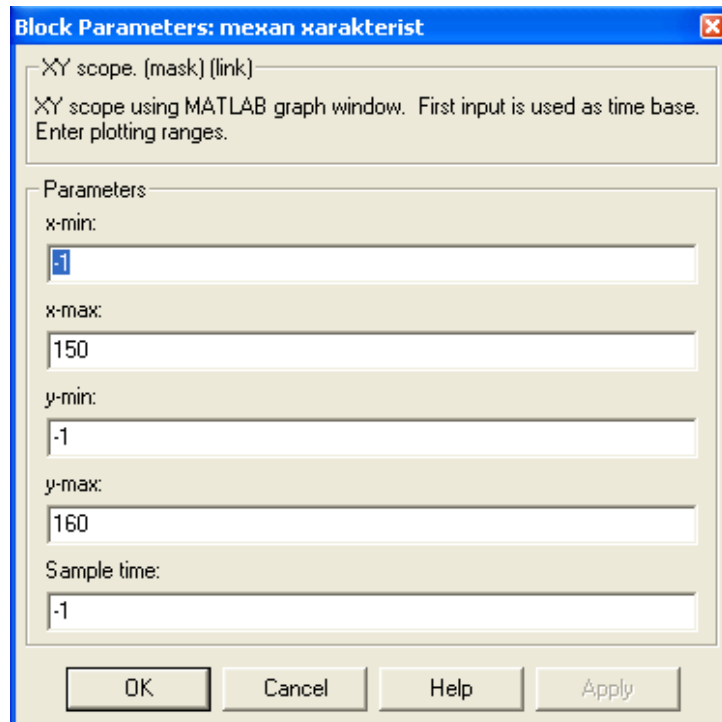 Block Parameters: mexan xarakterist
XY scope. (mask) (link)
XY scope using MATLAB graph window. First input is used as time base.
Enter plotting ranges.
Parameters
x-min:
-1
x-max:
150
y-min:
-1
y-max:
160
Sample time:
-1
OK Cancel Help Apply